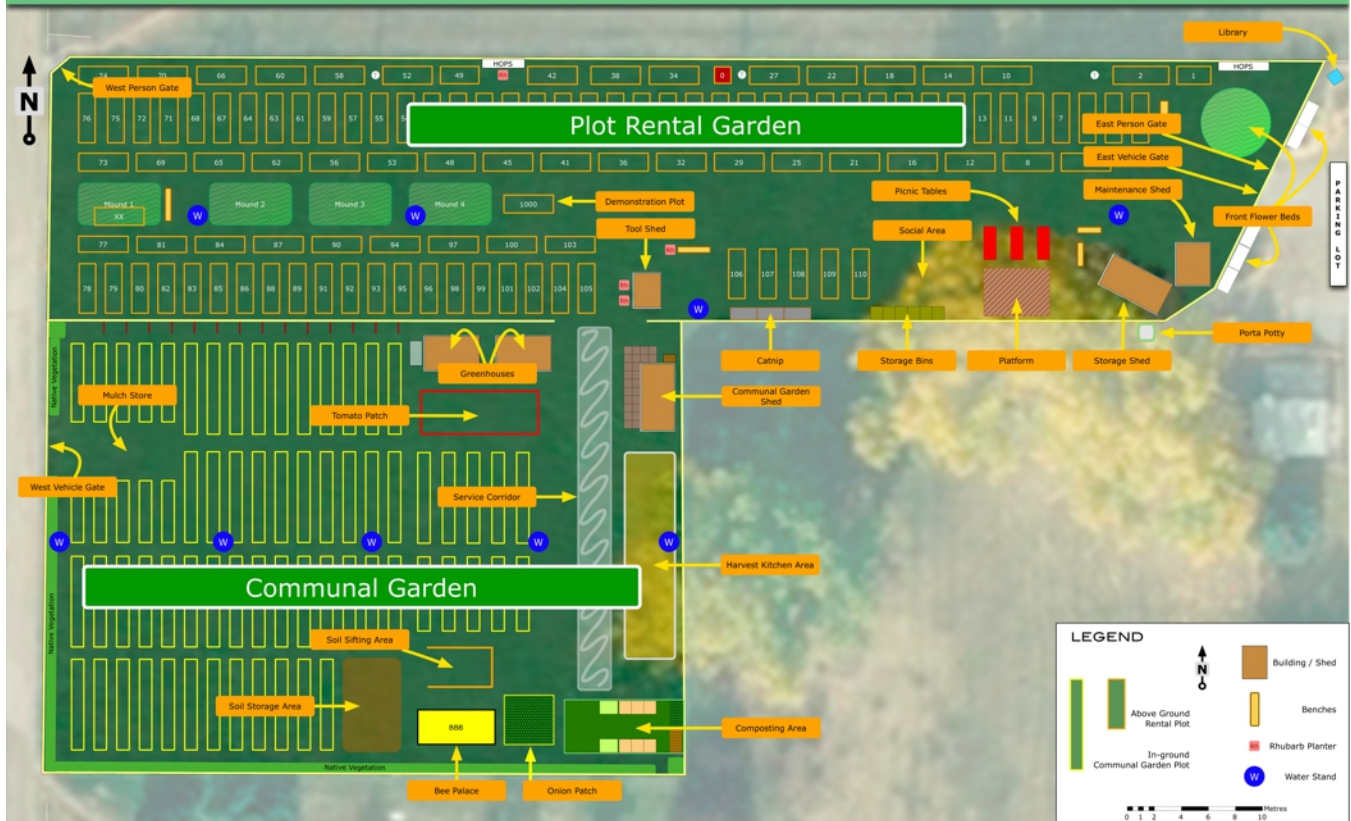 Library
N
HOPS
HOPS
74
70
66
60
58
T
52
49
Rh
42
38
34
0
T
27
22
18
14
10
T
2
1
West Person Gate
76
75
72
71
68
67
64
63
61
59
57
55
Plot Rental Garden
13
11
9
7
East Person Gate
73
69
65
62
56
53
48
45
41
36
32
29
25
21
16
12
8
East Vehicle Gate
PARKING LOT
Mound 1
XX
W
Mound 2
Mound 3
W
Mound 4
1000
Demonstration Plot
Picnic Tables
Maintenance Shed
W
Front Flower Beds
Tool Shed
Social Area
77
81
84
87
90
94
97
100
103
Rh
78
79
80
82
83
85
86
88
89
91
92
93
95
96
98
99
101
102
104
105
Rh
Rh
106
107
108
109
110
W
Porta Potty
Native Vegetation
Greenhouses
Catnip
Storage Bins
Platform
Storage Shed
Mulch Store
Communal Garden
Shed
Tomato Patch
West Vehicle Gate
Service Corridor
W
W
W
W
W
Harvest Kitchen Area
Communal Garden
Native Vegetation
Soil Sifting Area
Soil Storage Area
BBB
Composting Area
Native Vegetation
Bee Palace
Onion Patch
LEGEND
N
Building / Shed
Above Ground
Rental Plot
Benches
In-ground
Communal Garden Plot
Rh
Rhubarb Planter
W
Water Stand
Metres
0 1 2 4 6 8 10